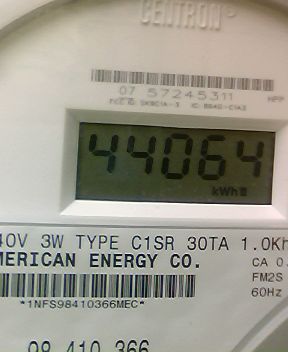 CENTRON®
07 57245311
44064
kWh
40V 3W TYPE C1SR 30TA 1.0Kh
MERICAN ENERGY CO.
CA 0.
FM2S
60Hz
*1NFS98410366MEC*
98 410 366